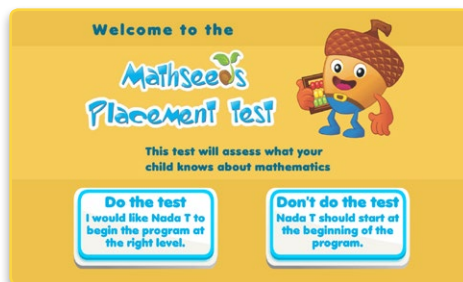 Welcome to the
Mathseeds
Placement Test
This test will assess what your
child knows about mathematics
Do the test
I would like Nada T to
begin the program at
the right level.
Don't do the test
Nada T should start at
the beginning of the
program.